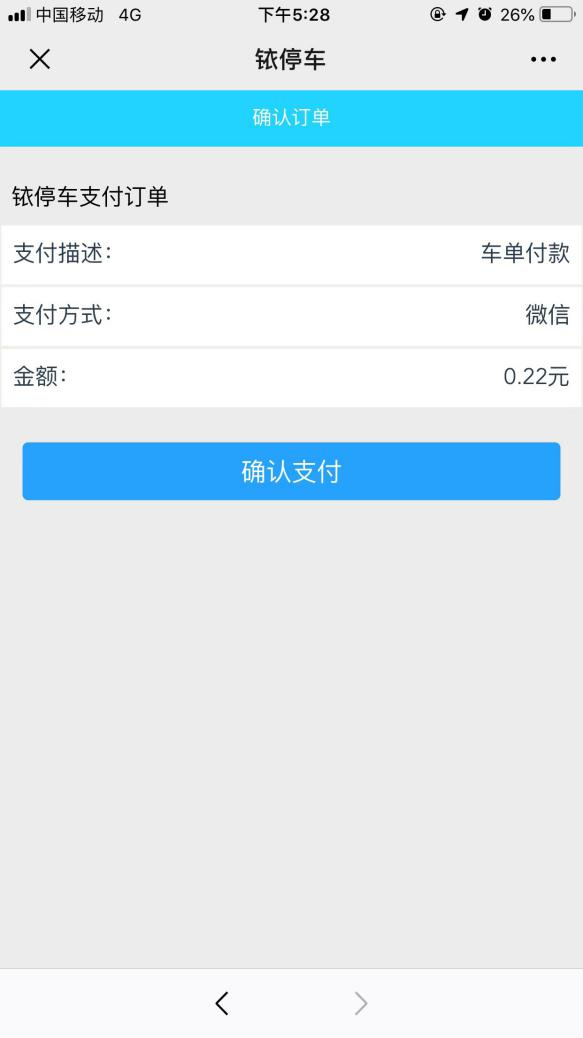 中国移动 4G 下午5:28 26%
铱停车
确认订单
铱停车支付订单
支付描述: 车单付款
支付方式: 微信
金额: 0.22元
确认支付